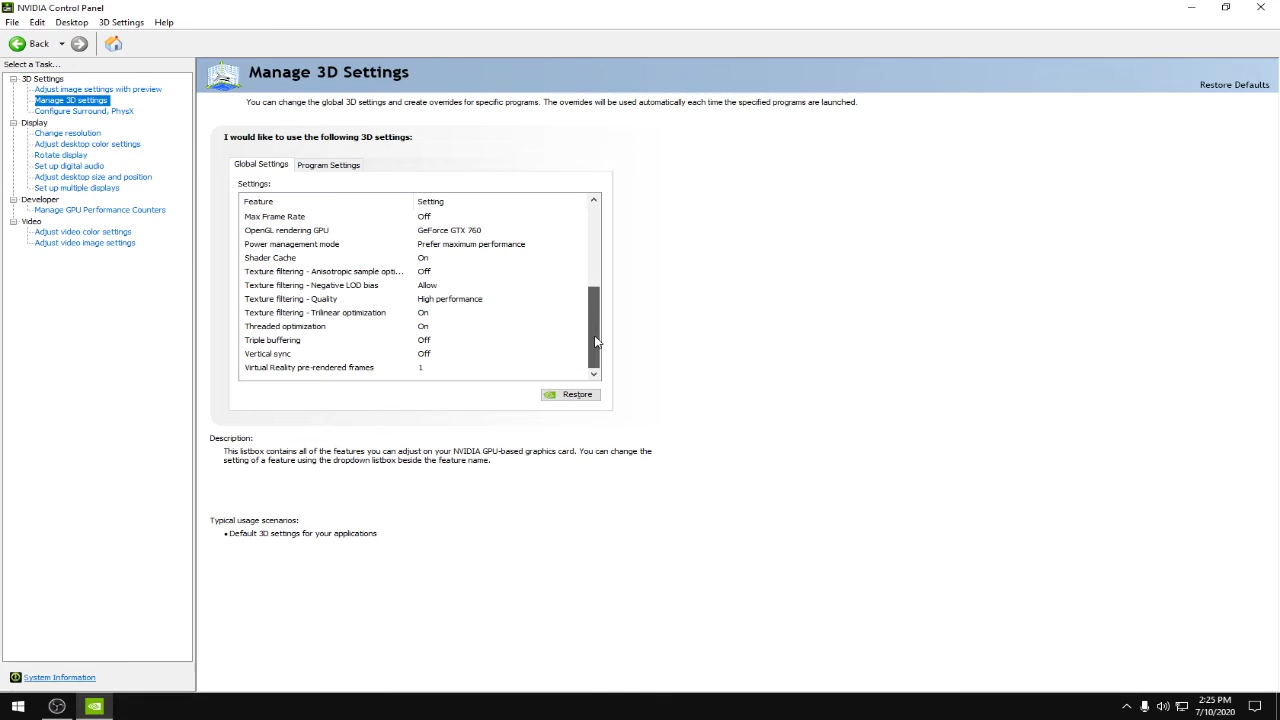 NVIDIA Control Panel
File Edit Desktop 3D Settings Help
Back
Select a Task...
3D Settings
Adjust image settings with preview
Manage 3D settings
Configure Surround, PhysX
Display
Change resolution
Adjust desktop color settings
Rotate display
Set up digital audio
Adjust desktop size and position
Set up multiple displays
Developer
Manage GPU Performance Counters
Video
Adjust video color settings
Adjust video image settings
System Information
Manage 3D Settings
Restore Defaults
You can change the global 3D settings and create overrides for specific programs. The overrides will be used automatically each time the specified programs are launched.
I would like to use the following 3D settings:
Global Settings Program Settings
Settings:
Feature Setting
Max Frame Rate Off
OpenGL rendering GPU GeForce GTX 760
Power management mode Prefer maximum performance
Shader Cache On
Texture filtering - Anisotropic sample opti... Off
Texture filtering - Negative LOD bias Allow
Texture filtering - Quality High performance
Texture filtering - Trilinear optimization On
Threaded optimization On
Triple buffering Off
Vertical sync Off
Virtual Reality pre-rendered frames 1
Restore
Description:
This listbox contains all of the features you can adjust on your NVIDIA GPU-based graphics card. You can change the
setting of a feature using the dropdown listbox beside the feature name.
Typical usage scenarios:
• Default 3D settings for your applications
2:25 PM
7/10/2020